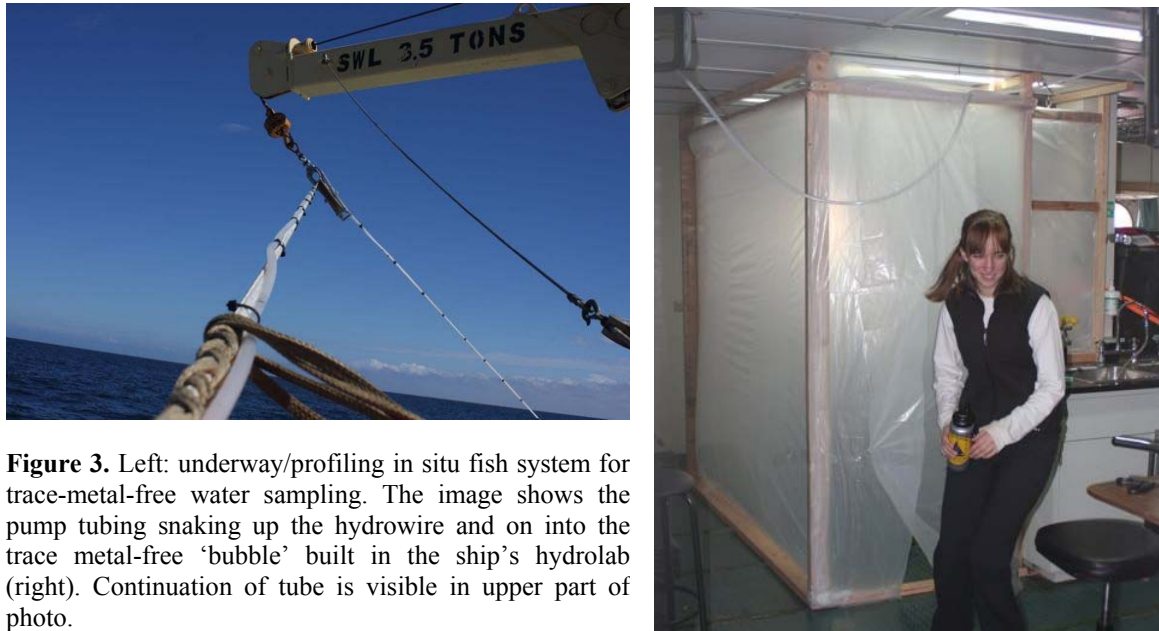 SWL 3.5 TONS
Figure 3. Left: underway/profiling in situ fish system for
trace-metal-free water sampling. The image shows the
pump tubing snaking up the hydrowire and on into the
trace metal-free ‘bubble’ built in the ship’s hydrolab
(right). Continuation of tube is visible in upper part of
photo.